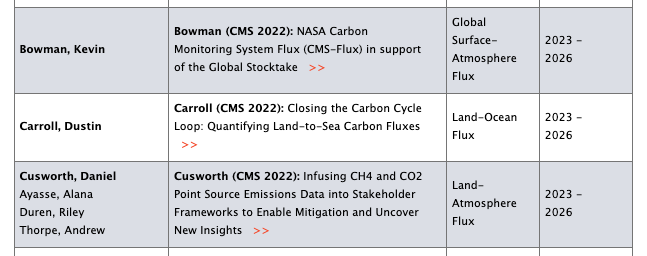 Bowman, Kevin
Bowman (CMS 2022): NASA Carbon
Monitoring System Flux (CMS-Flux) in support
of the Global Stocktake >>
Global
Surface-
Atmosphere
Flux
2023 -
2026
Carroll, Dustin
Carroll (CMS 2022): Closing the Carbon Cycle
Loop: Quantifying Land-to-Sea Carbon Fluxes
>>
Land-Ocean
Flux
2023 -
2026
Cusworth, Daniel
Ayasse, Alana
Duren, Riley
Thorpe, Andrew
Cusworth (CMS 2022): Infusing CH4 and CO2
Point Source Emissions Data into Stakeholder
Frameworks to Enable Mitigation and Uncover
New Insights >>
Land-
Atmosphere
Flux
2023 -
2026